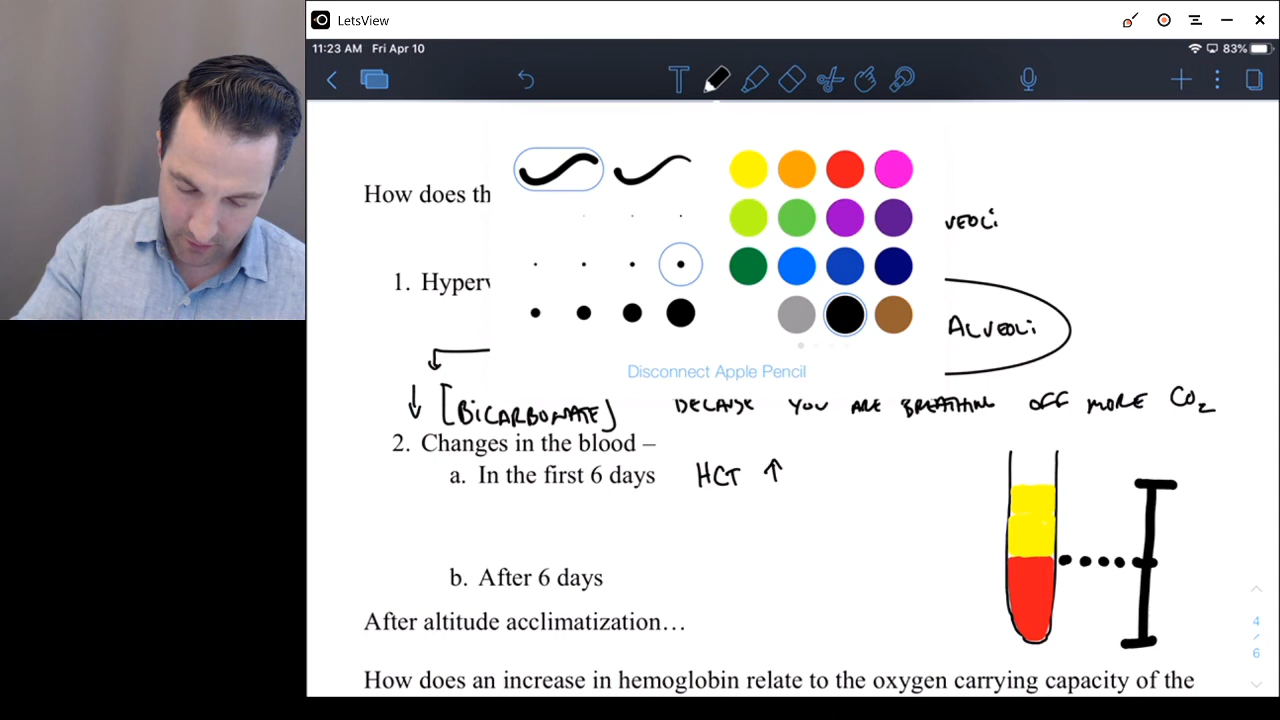 LetsView
11:23 AM Fri Apr 10 83%
T
How does th
VEOLi
1. Hyperv
ALVEOLi
Disconnect Apple Pencil
↓ [BiCARBONATE] BECAUSE YOU ARE BREATHING OFF MORE CO₂
2. Changes in the blood –
a. In the first 6 days HCT ↑
b. After 6 days
After altitude acclimatization…
4
/
6
How does an increase in hemoglobin relate to the oxygen carrying capacity of the